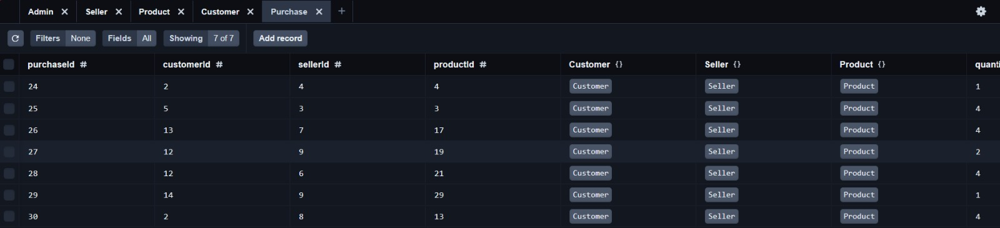 Admin Seller Product Customer Purchase
Filters None Fields All Showing 7 of 7 Add record
purchaseId # customerId # sellerId # productId # Customer {} Seller {} Product {} quanti
24 2 4 4 Customer Seller Product 1
25 5 3 3 Customer Seller Product 4
26 13 7 17 Customer Seller Product 4
27 12 9 19 Customer Seller Product 2
28 12 6 21 Customer Seller Product 4
29 14 9 29 Customer Seller Product 1
30 2 8 13 Customer Seller Product 4